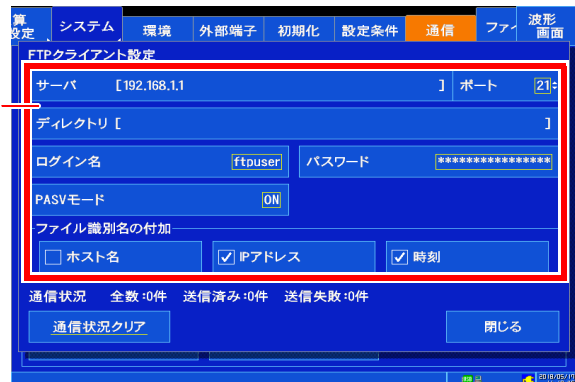 算 システム 環境 外部端子 初期化 設定条件 通信 ファイ 波形
設定 画面
FTPクライアント設定
サーバ [192.168.1.1 ] ポート 21
ディレクトリ [ ]
ログイン名 ftpuser パスワード ****************
PASVモード ON
ファイル識別名の付加
ホスト名 IPアドレス 時刻
通信状況 全数:0件 送信済み:0件 送信失敗:0件
通信状況クリア 閉じる